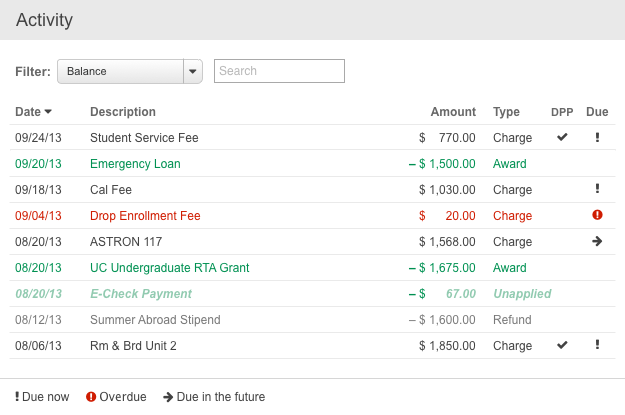 Activity
Filter: Balance Search
Date Description Amount Type DPP Due
09/24/13 Student Service Fee $ 770.00 Charge ✔ !
09/20/13 Emergency Loan – $ 1,500.00 Award
09/18/13 Cal Fee $ 1,030.00 Charge !
09/04/13 Drop Enrollment Fee $ 20.00 Charge !
08/20/13 ASTRON 117 $ 1,568.00 Charge ➔
08/20/13 UC Undergraduate RTA Grant – $ 1,675.00 Award
08/20/13 E-Check Payment – $ 67.00 Unapplied
08/12/13 Summer Abroad Stipend – $ 1,600.00 Refund
08/06/13 Rm & Brd Unit 2 $ 1,850.00 Charge ✔ !
! Due now ! Overdue ➔ Due in the future